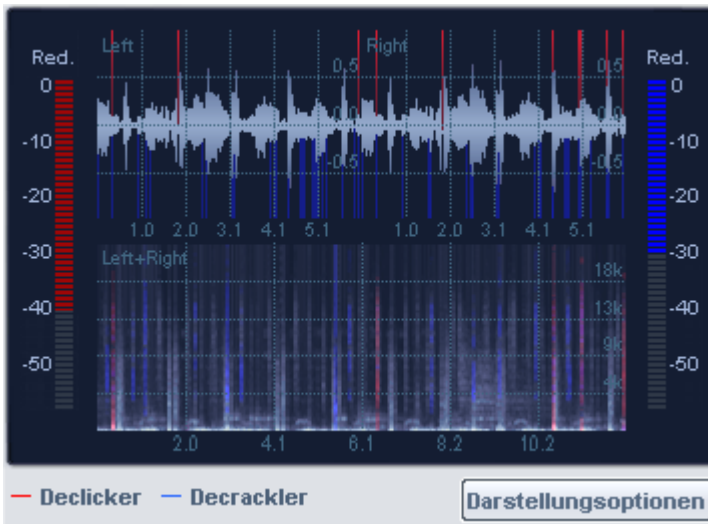 Left Right
Red. Red.
0.5 0.5
0 0
0.0 0.0
-10 -10
-0.5 -0.5
-20 -20
1.0 2.0 3.1 4.1 5.1 1.0 2.0 3.1 4.1 5.1
-30 -30
Left+Right
18k
-40 -40
13k
9k
-50 -50
4k
2.0 4.1 6.1 8.2 10.2
Declicker Decrackler Darstellungsoptionen